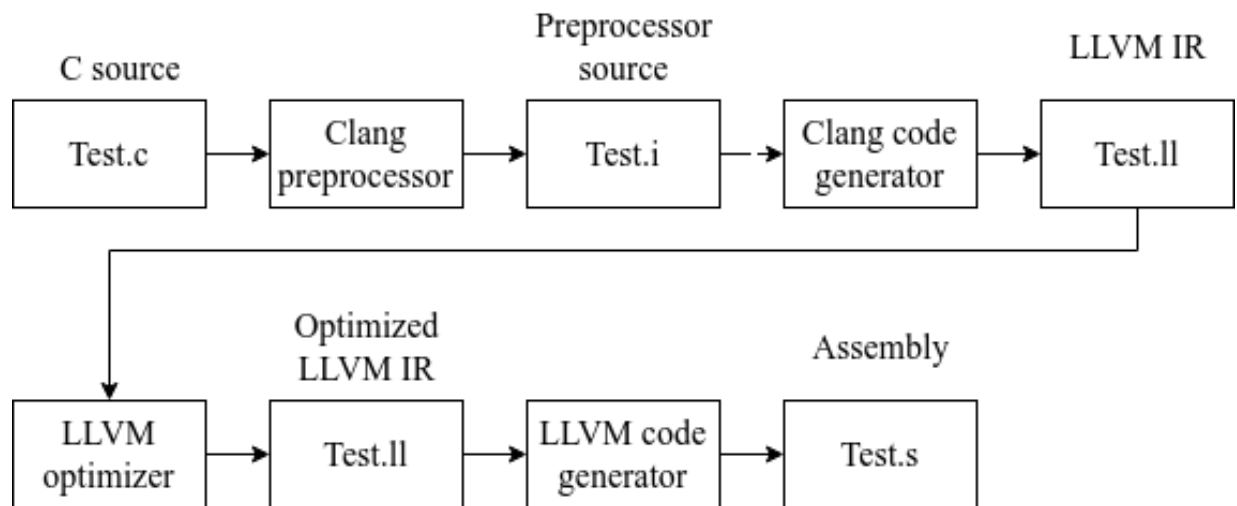 Preprocessor
source
C source
LLVM IR
Test.c
Clang
preprocessor
Test.i
Clang code
generator
Test.ll
Optimized
LLVM IR
Assembly
LLVM
optimizer
Test.ll
LLVM code
generator
Test.s